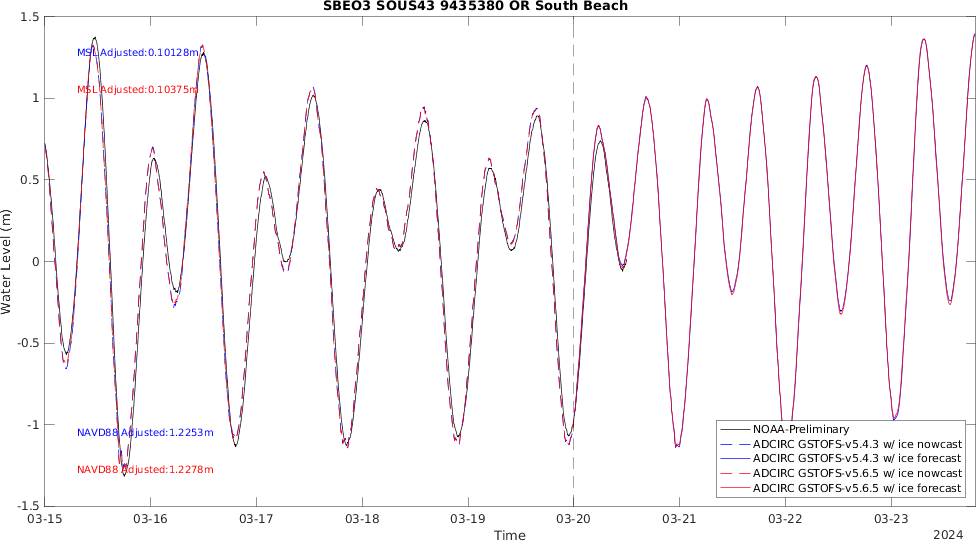 SBEO3 SOUS43 9435380 OR South Beach
1.5
1
0.5
0
-0.5
-1
-1.5
Water Level (m)
MSL Adjusted:0.10128m
MSL Adjusted:0.10375m
NAVD88 Adjusted:1.2253m
NAVD88 Adjusted:1.2278m
NOAA-Preliminary
ADCIRC GSTOFS-v5.4.3 w/ ice nowcast
ADCIRC GSTOFS-v5.4.3 w/ ice forecast
ADCIRC GSTOFS-v5.6.5 w/ ice nowcast
ADCIRC GSTOFS-v5.6.5 w/ ice forecast
03-15 03-16 03-17 03-18 03-19 03-20 03-21 03-22 03-23
Time
2024